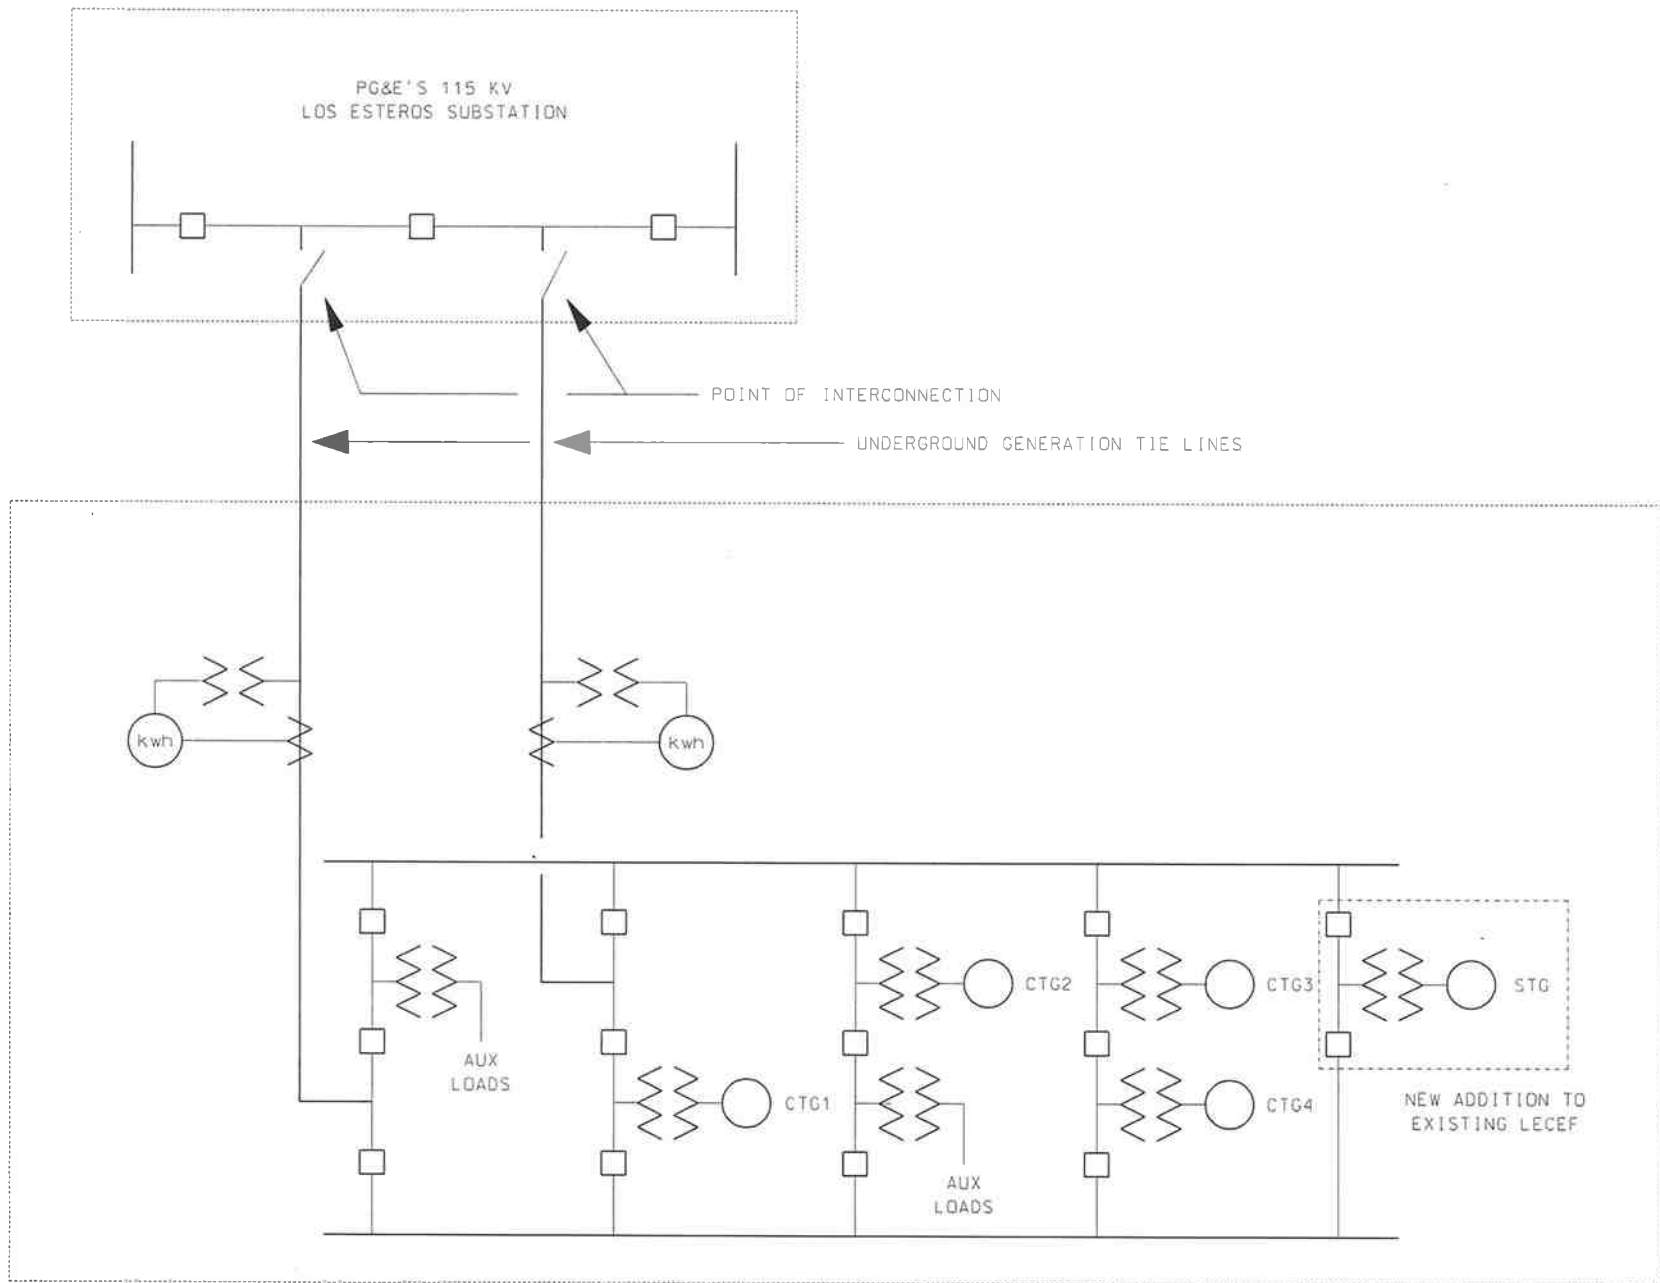 PG&E'S 115 KV
LOS ESTEROS SUBSTATION
POINT OF INTERCONNECTION
UNDERGROUND GENERATION TIE LINES
kwh
kwh
CTG2
CTG3
STG
AUX
LOADS
CTG1
CTG4
NEW ADDITION TO
EXISTING LECEF
AUX
LOADS